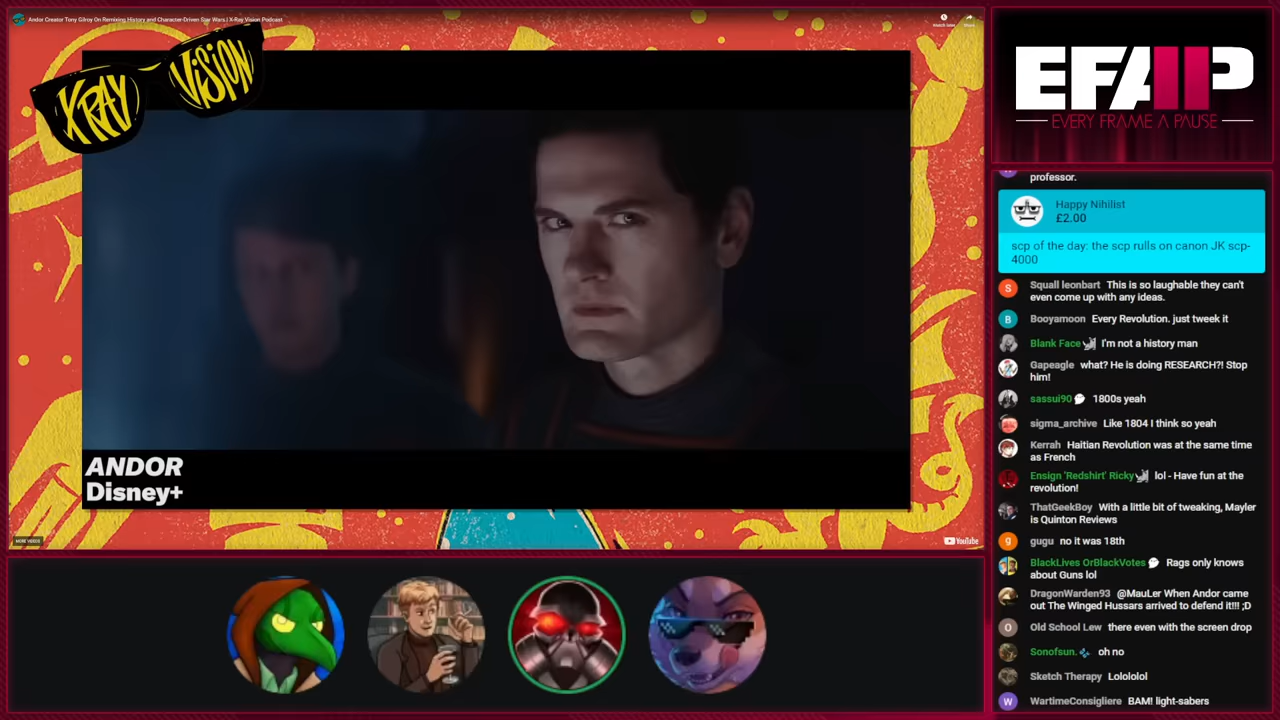 Andor Creator Tony Gilroy On Remixing History and Character-Driven Star Wars | X-Ray Vision Podcast
Watch later
Share
XRAY VISION
ANDOR
Disney+
MORE VIDEOS
YouTube
EFAP
EVERY FRAME A PAUSE
professor.
Happy Nihilist
£2.00
scp of the day: the scp rulls on canon JK scp-
4000
Squall leonbart This is so laughable they can't
even come up with any ideas.
Booyamoon Every Revolution. just tweek it
Blank Face I'm not a history man
Gapeagle what? He is doing RESEARCH?! Stop
him!
sassui90 1800s yeah
sigma_archive Like 1804 I think so yeah
Kerrah Haitian Revolution was at the same time
as French
Ensign 'Redshirt' Ricky lol - Have fun at the
revolution!
ThatGeekBoy With a little bit of tweaking, Mayler
is Quinton Reviews
gugu no it was 18th
BlackLives OrBlackVotes Rags only knows
about Guns lol
DragonWarden93 @MauLer When Andor came
out The Winged Hussars arrived to defend it!!! ;D
Old School Lew there even with the screen drop
Sonofsun. oh no
Sketch Therapy Lolololol
WartimeConsigliere BAM! light-sabers